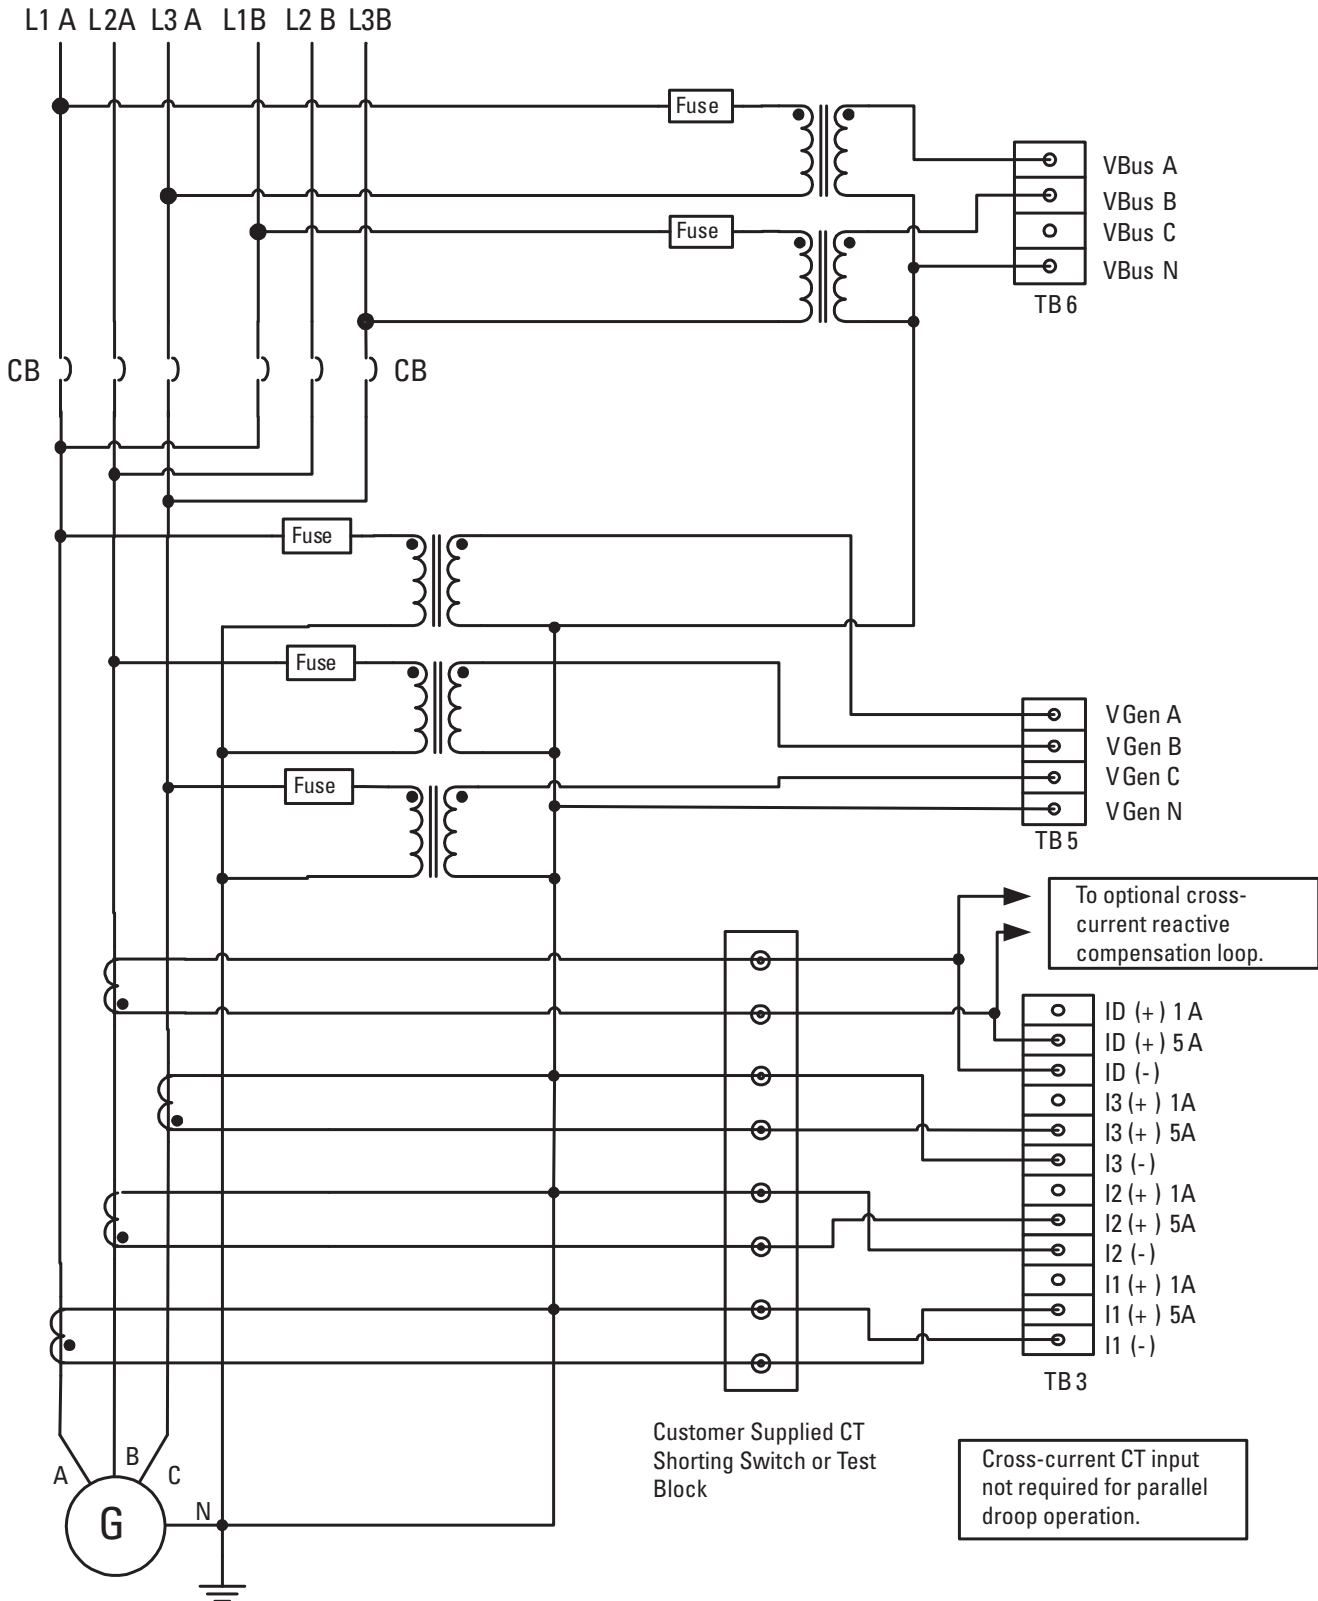 L1 A L2A L3 A L1B L2 B L3B
Fuse
VBus A
VBus B
Fuse
VBus C
VBus N
TB 6
CB
CB
Fuse
Fuse
V Gen A
V Gen B
Fuse
V Gen C
V Gen N
TB 5
To optional cross-
current reactive
compensation loop.
ID (+) 1 A
ID (+) 5 A
ID (-)
I3 (+) 1A
I3 (+) 5A
I3 (-)
I2 (+) 1A
I2 (+) 5A
I2 (-)
I1 (+) 1A
I1 (+) 5A
I1 (-)
TB 3
Customer Supplied CT
Shorting Switch or Test
Block
Cross-current CT input
not required for parallel
droop operation.
A
B
C
G
N